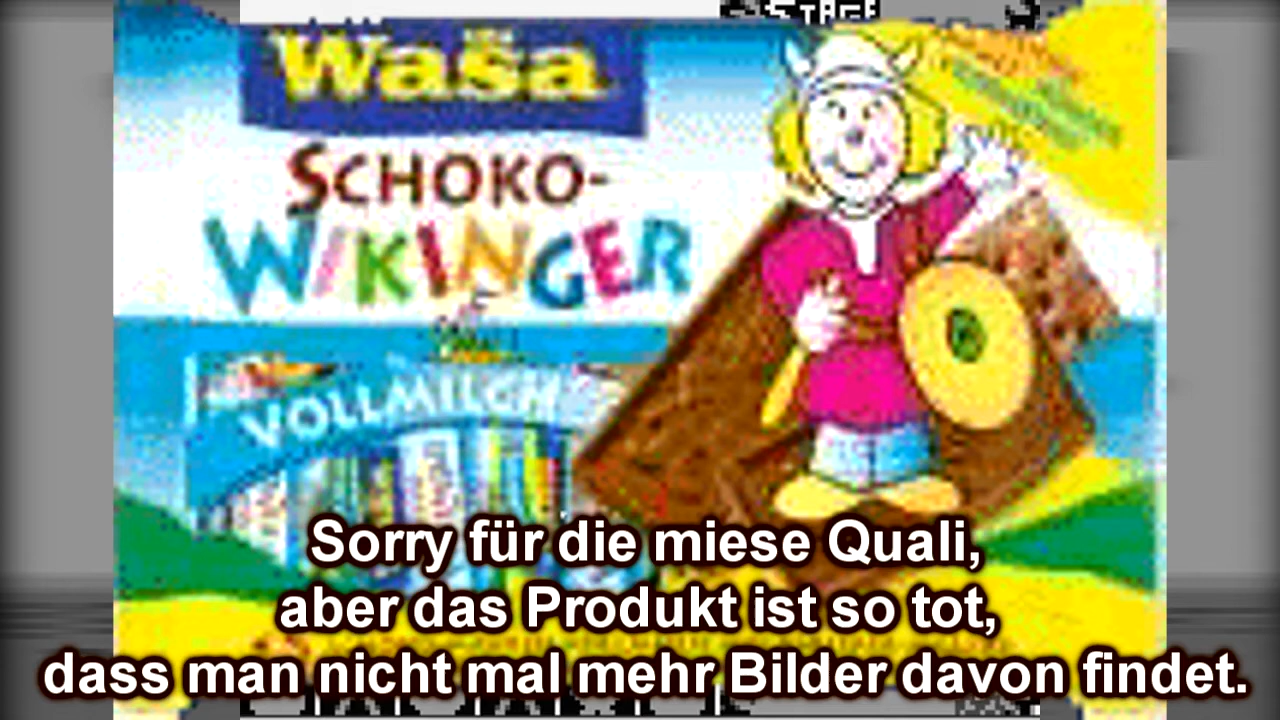 STAGE
Waša
SCHOKO-
WIKINGER
VOLLMILCH
Sorry für die miese Quali,
aber das Produkt ist so tot,
dass man nicht mal mehr Bilder davon findet.